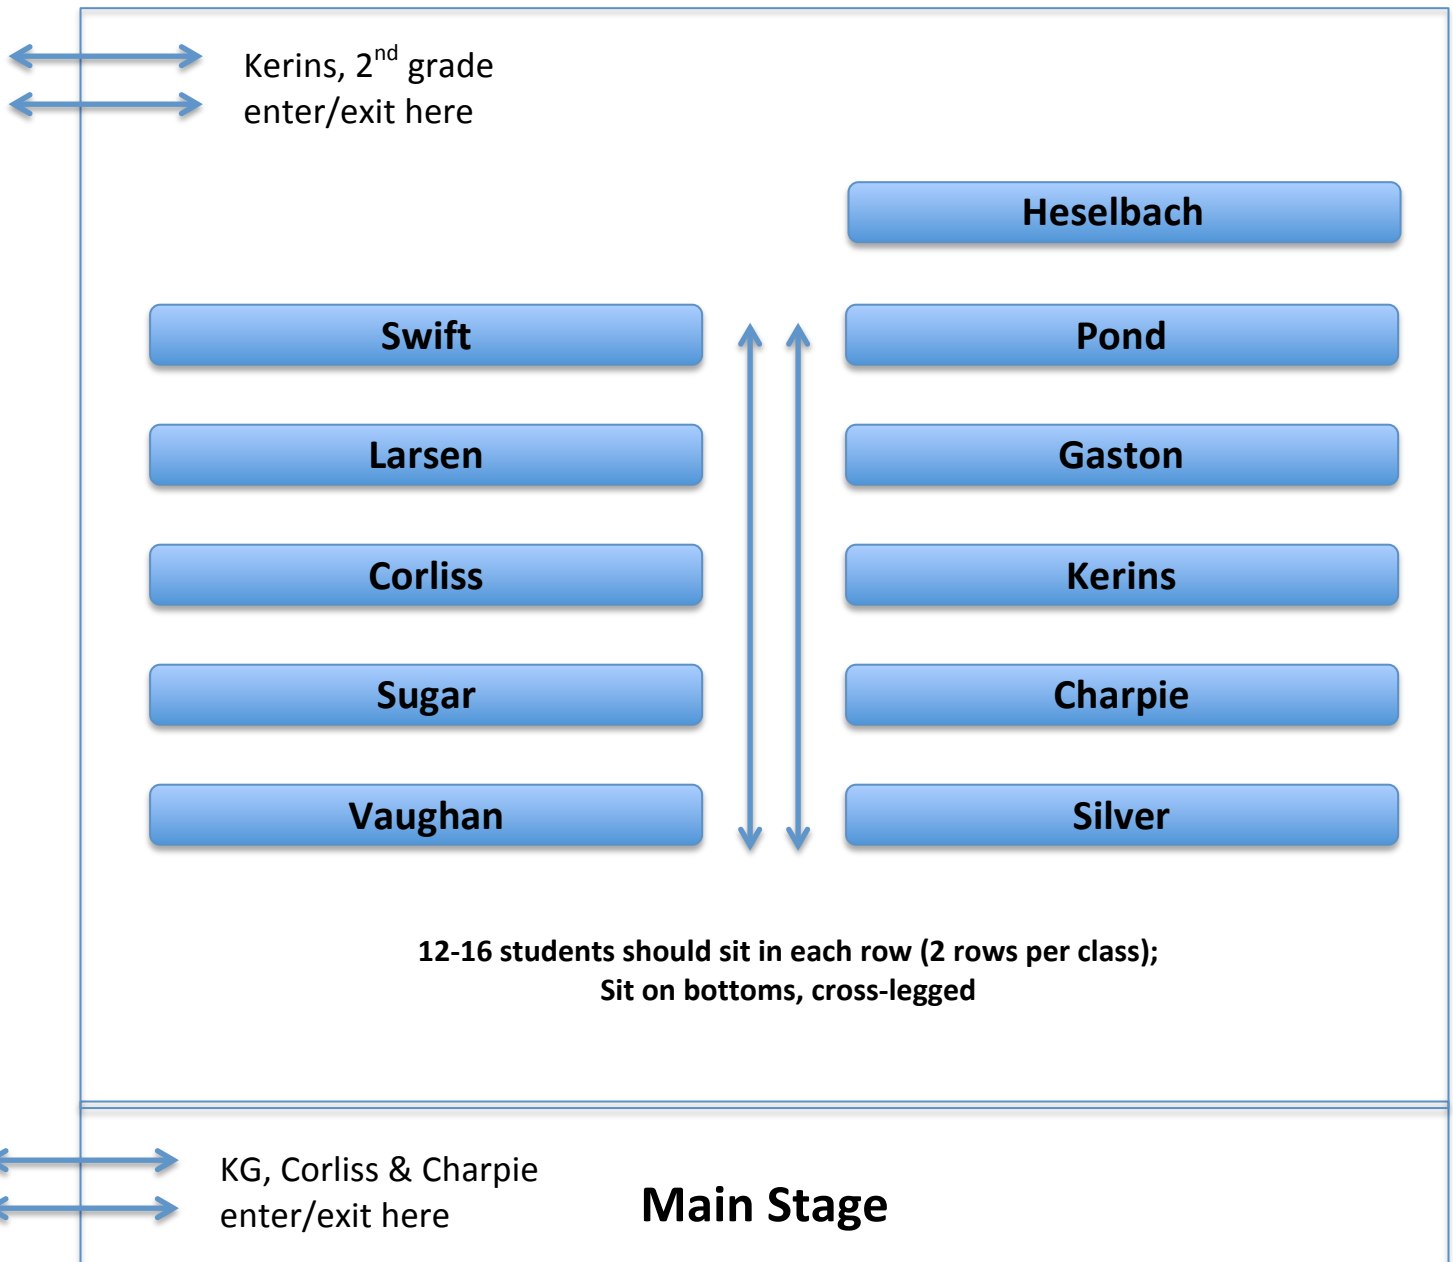 Kerins, 2nd grade
enter/exit here
Heselbach
Swift
Pond
Larsen
Gaston
Corliss
Kerins
Sugar
Charpie
Vaughan
Silver
12-16 students should sit in each row (2 rows per class);
Sit on bottoms, cross-legged
KG, Corliss & Charpie
enter/exit here
Main Stage